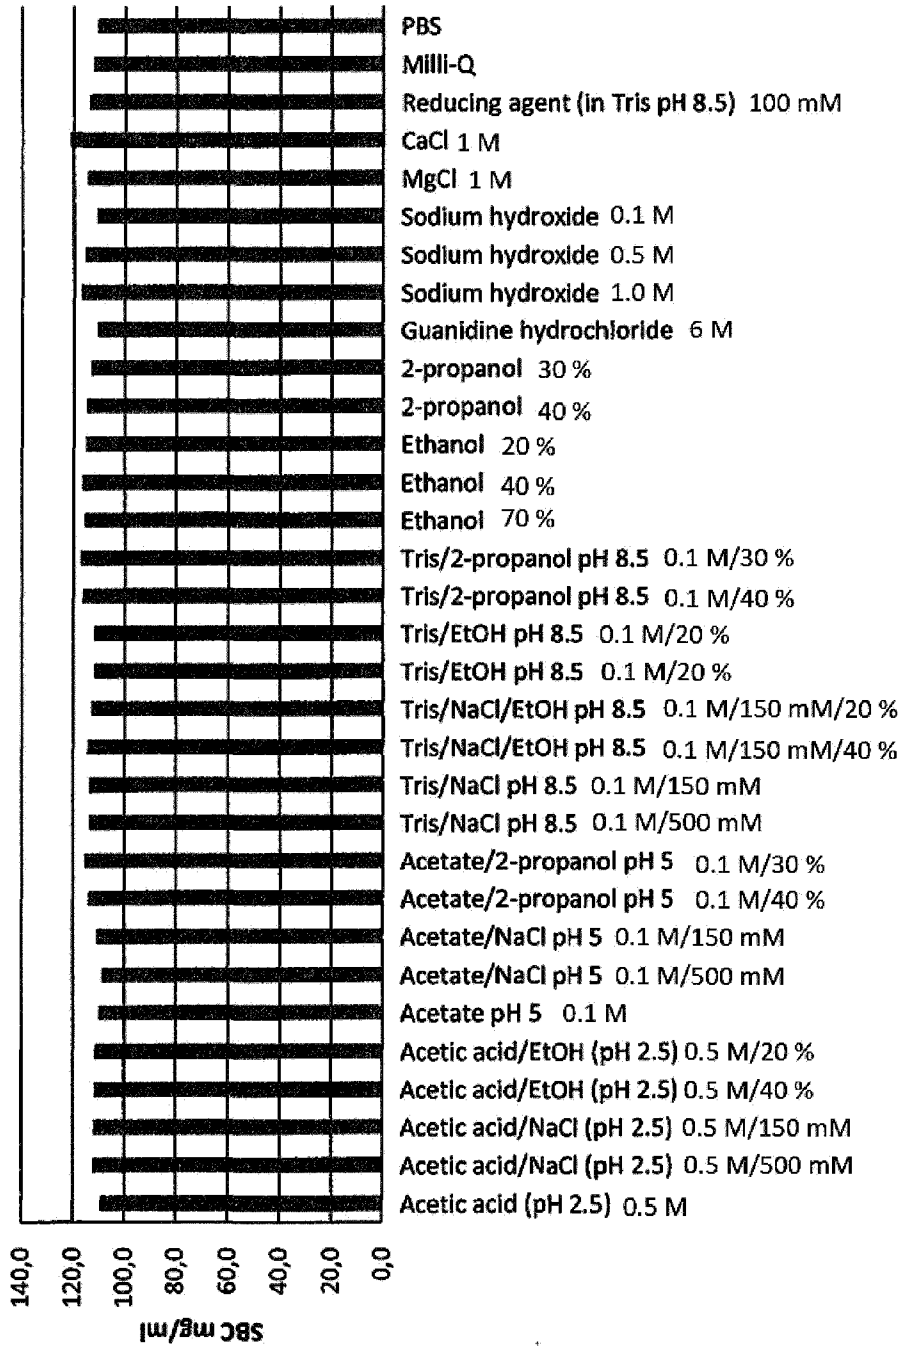 PBS
Milli-Q
Reducing agent (in Tris pH 8.5) 100 mM
CaCl 1 M
MgCl 1 M
Sodium hydroxide 0.1 M
Sodium hydroxide 0.5 M
Sodium hydroxide 1.0 M
Guanidine hydrochloride 6 M
2-propanol 30 %
2-propanol 40 %
Ethanol 20 %
Ethanol 40 %
Ethanol 70 %
Tris/2-propanol pH 8.5 0.1 M/30 %
Tris/2-propanol pH 8.5 0.1 M/40 %
Tris/EtOH pH 8.5 0.1 M/20 %
Tris/EtOH pH 8.5 0.1 M/20 %
Tris/NaCl/EtOH pH 8.5 0.1 M/150 mM/20 %
Tris/NaCl/EtOH pH 8.5 0.1 M/150 mM/40 %
Tris/NaCl pH 8.5 0.1 M/150 mM
Tris/NaCl pH 8.5 0.1 M/500 mM
Acetate/2-propanol pH 5 0.1 M/30 %
Acetate/2-propanol pH 5 0.1 M/40 %
Acetate/NaCl pH 5 0.1 M/150 mM
Acetate/NaCl pH 5 0.1 M/500 mM
Acetate pH 5 0.1 M
Acetic acid/EtOH (pH 2.5) 0.5 M/20 %
Acetic acid/EtOH (pH 2.5) 0.5 M/40 %
Acetic acid/NaCl (pH 2.5) 0.5 M/150 mM
Acetic acid/NaCl (pH 2.5) 0.5 M/500 mM
Acetic acid (pH 2.5) 0.5 M
140,0
120,0
100,0
80,0
60,0
40,0
20,0
0,0
SBC mg/ml